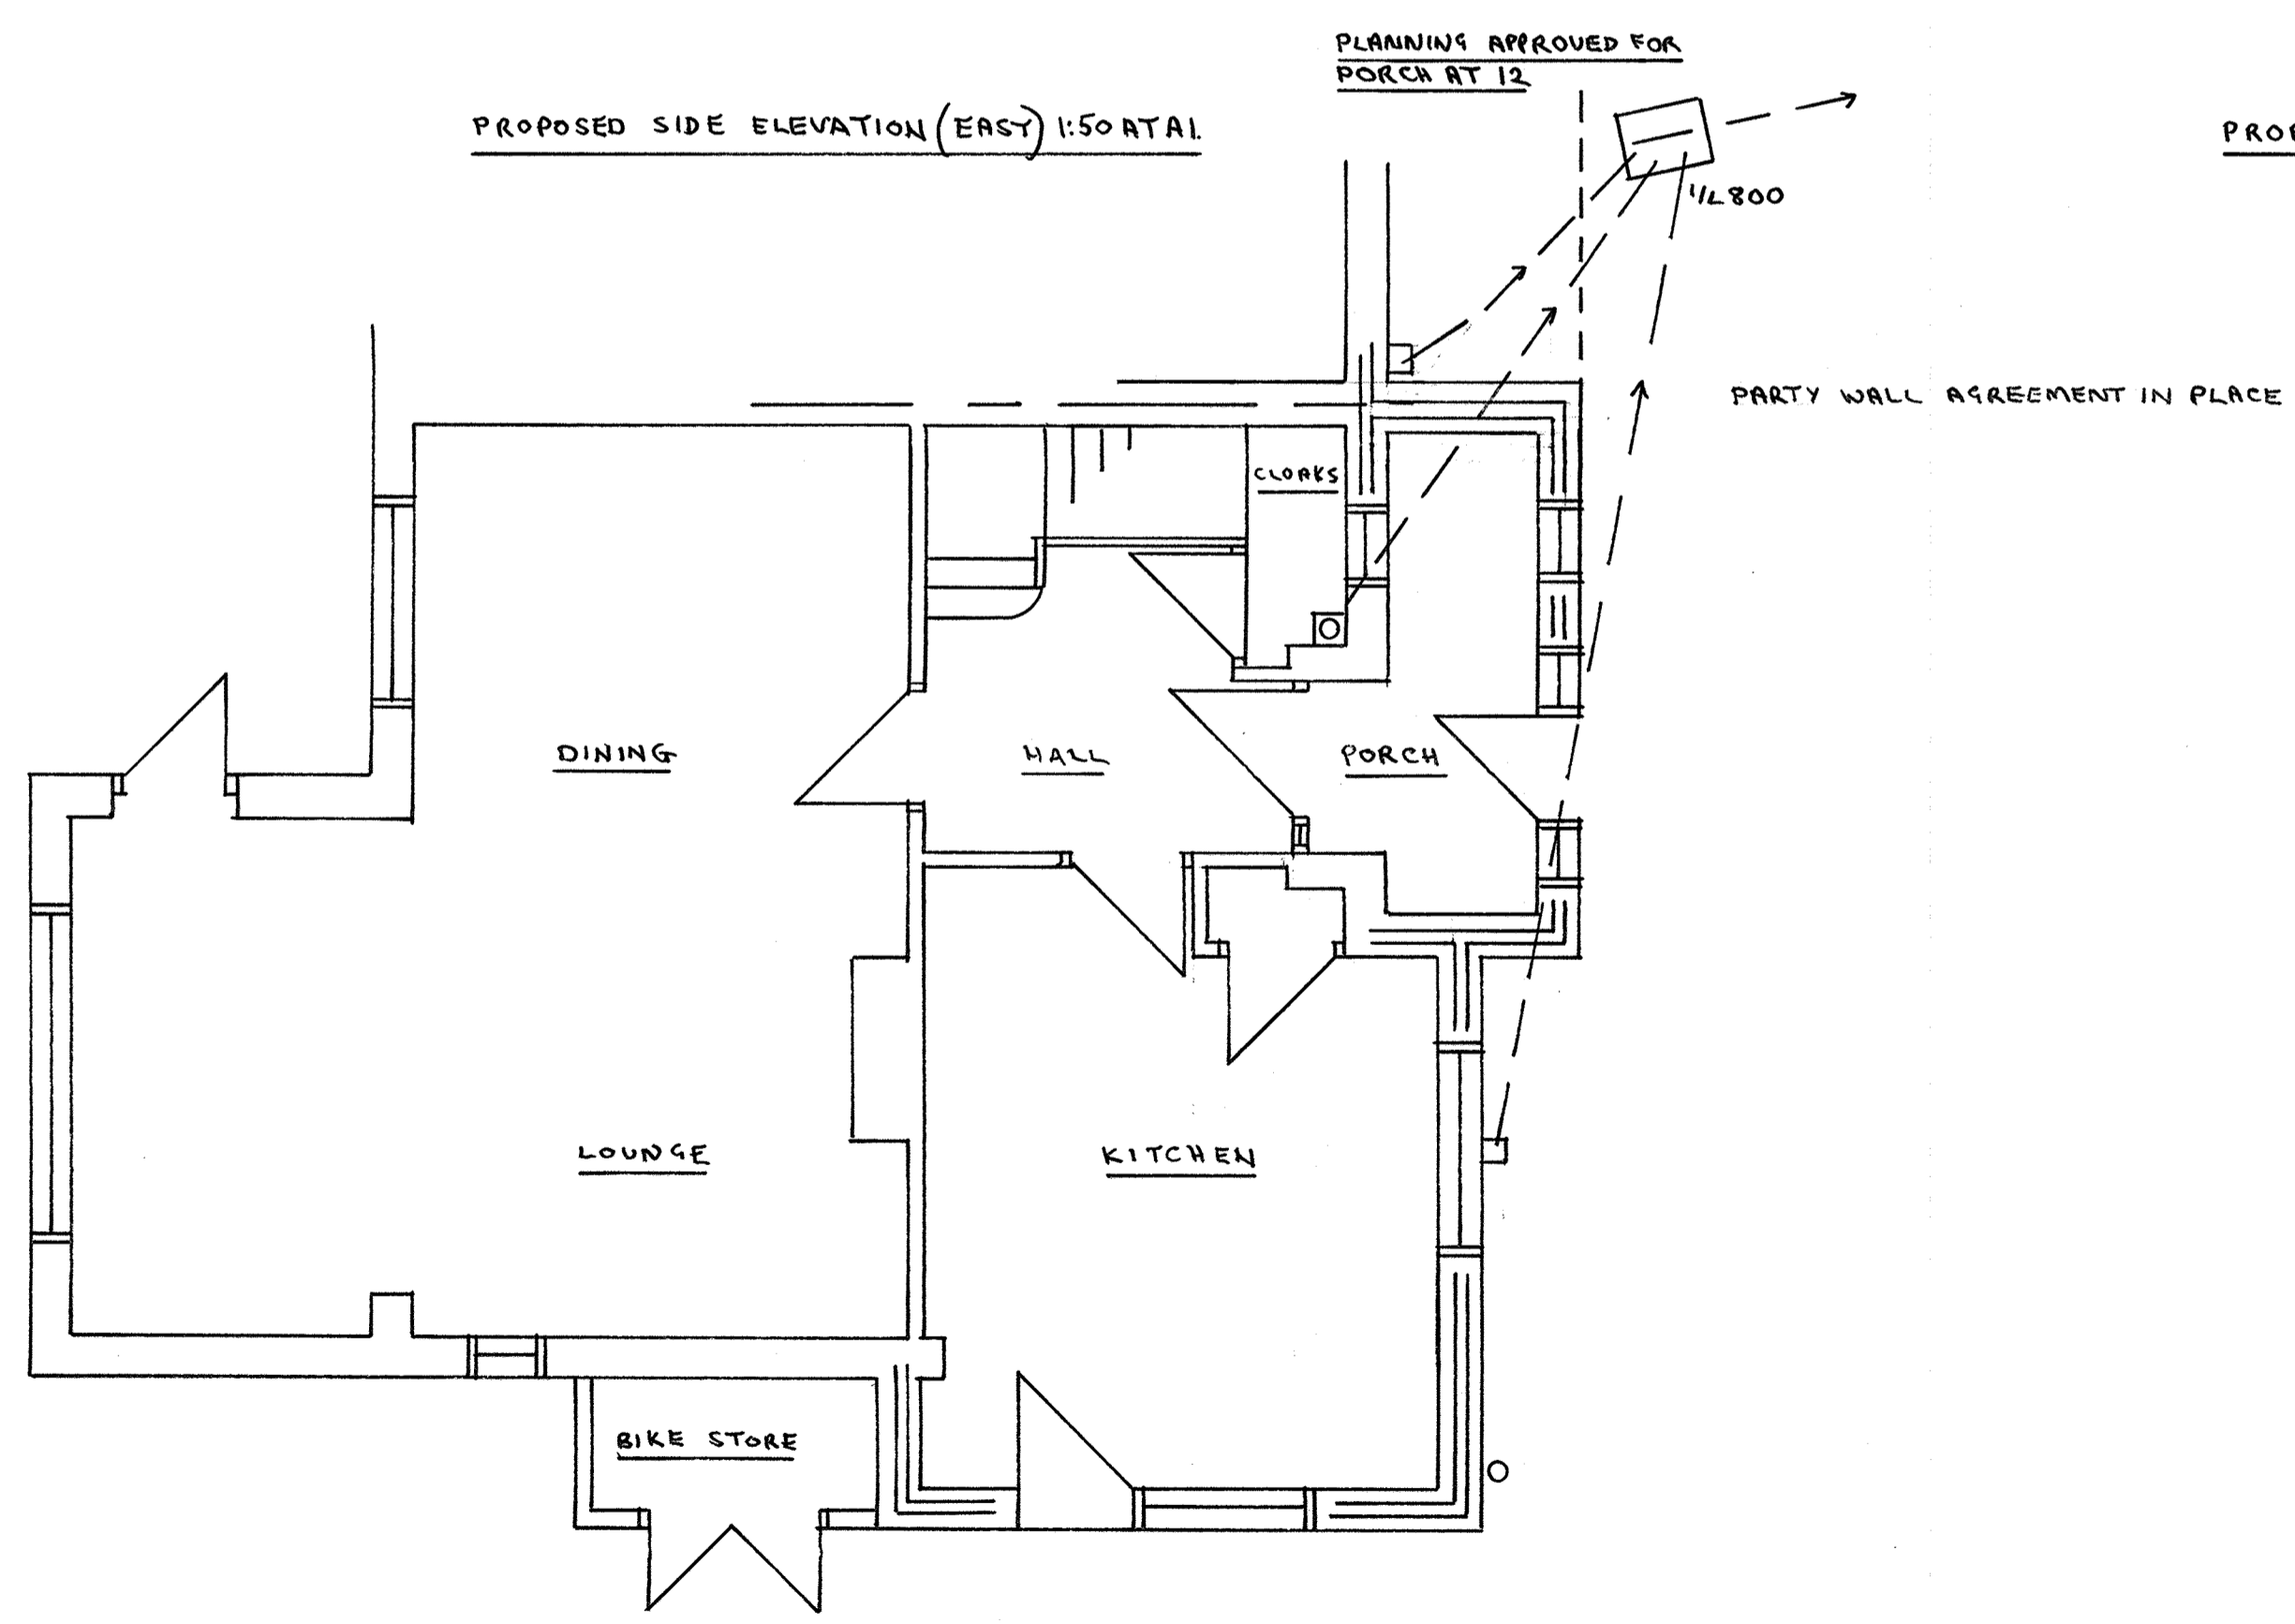 PLANNING APPROVED FOR
PORCH AT 12
PROPOSED SIDE ELEVATION (EAST) 1:50 AT A1.
1/L 800
PARTY WALL AGREEMENT IN PLACE
CLOAKS
DINING
HALL
PORCH
LOUNGE
KITCHEN
BIKE STORE